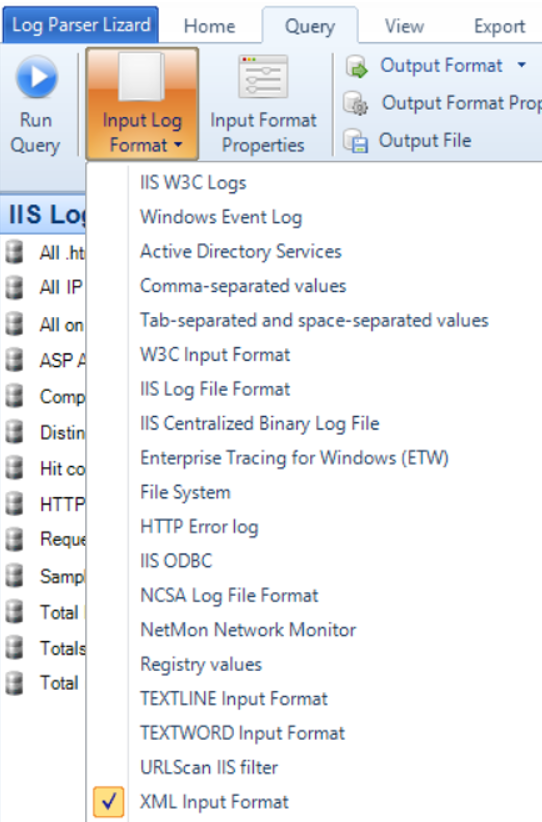 Log Parser Lizard Home Query View Export
Run Query
Input Log Format
Input Format Properties
Output Format
Output Format Prop
Output File
IIS Log
All .ht
All IP
All on
ASP A
Comp
Distin
Hit co
HTTP
Reque
Sampl
Total
Totals
Total
IIS W3C Logs
Windows Event Log
Active Directory Services
Comma-separated values
Tab-separated and space-separated values
W3C Input Format
IIS Log File Format
IIS Centralized Binary Log File
Enterprise Tracing for Windows (ETW)
File System
HTTP Error log
IIS ODBC
NCSA Log File Format
NetMon Network Monitor
Registry values
TEXTLINE Input Format
TEXTWORD Input Format
URLScan IIS filter
XML Input Format